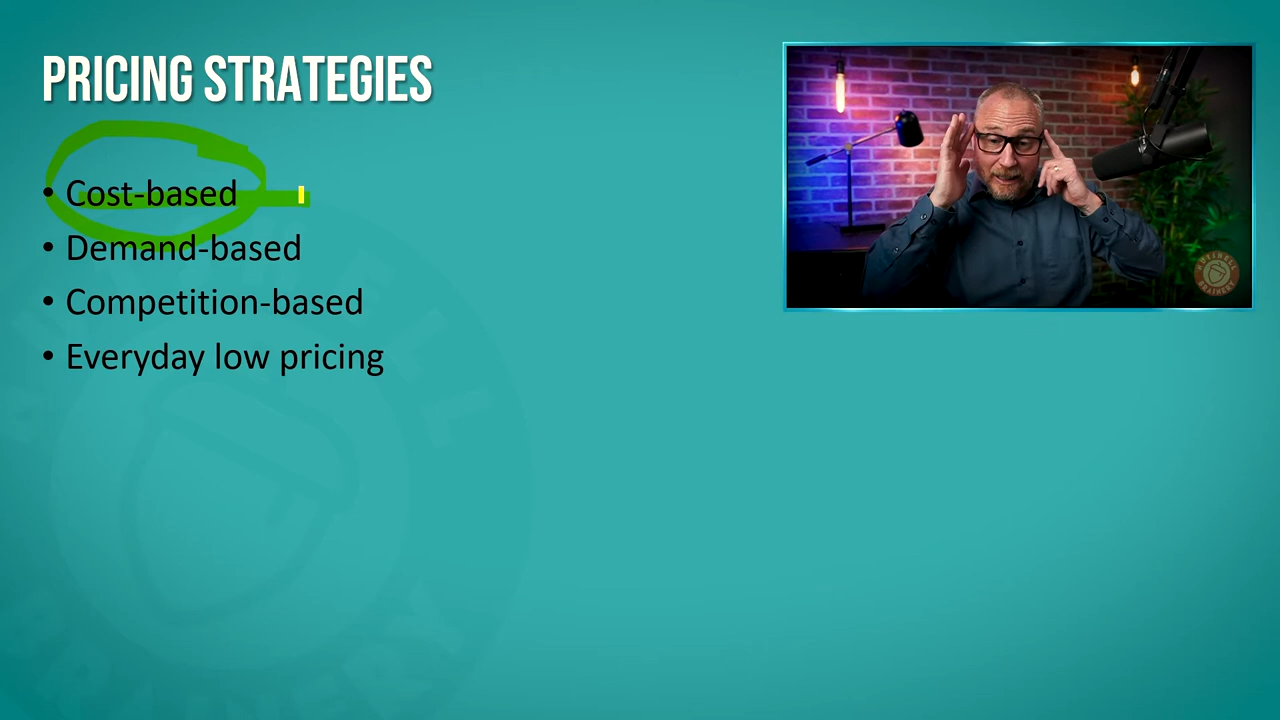 PRICING STRATEGIES
• Cost-based
• Demand-based
• Competition-based
• Everyday low pricing